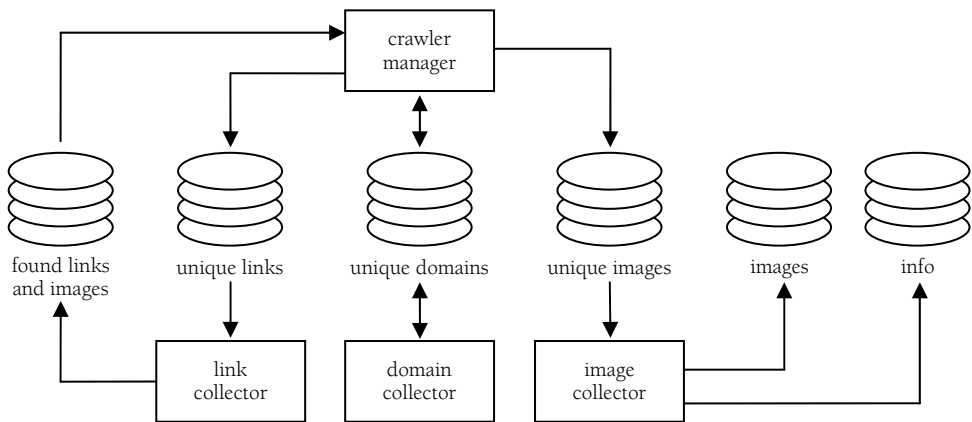 crawler
manager
found links
and images
unique links
unique domains
unique images
images
info
link
collector
domain
collector
image
collector